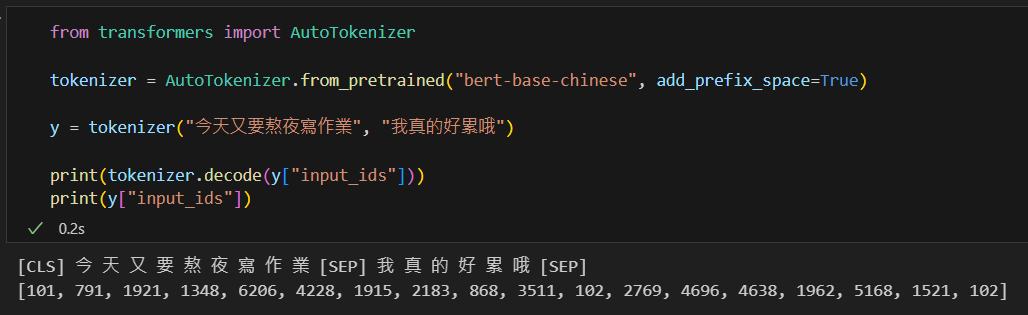 from transformers import AutoTokenizer
tokenizer = AutoTokenizer.from_pretrained("bert-base-chinese", add_prefix_space=True)
y = tokenizer("今天又要熬夜寫作業", "我真的好累哦")
print(tokenizer.decode(y["input_ids"]))
print(y["input_ids"])
✓ 0.2s
[CLS] 今 天 又 要 熬 夜 寫 作 業 [SEP] 我 真 的 好 累 哦 [SEP]
[101, 791, 1921, 1348, 6206, 4228, 1915, 2183, 868, 3511, 102, 2769, 4696, 4638, 1962, 5168, 1521, 102]